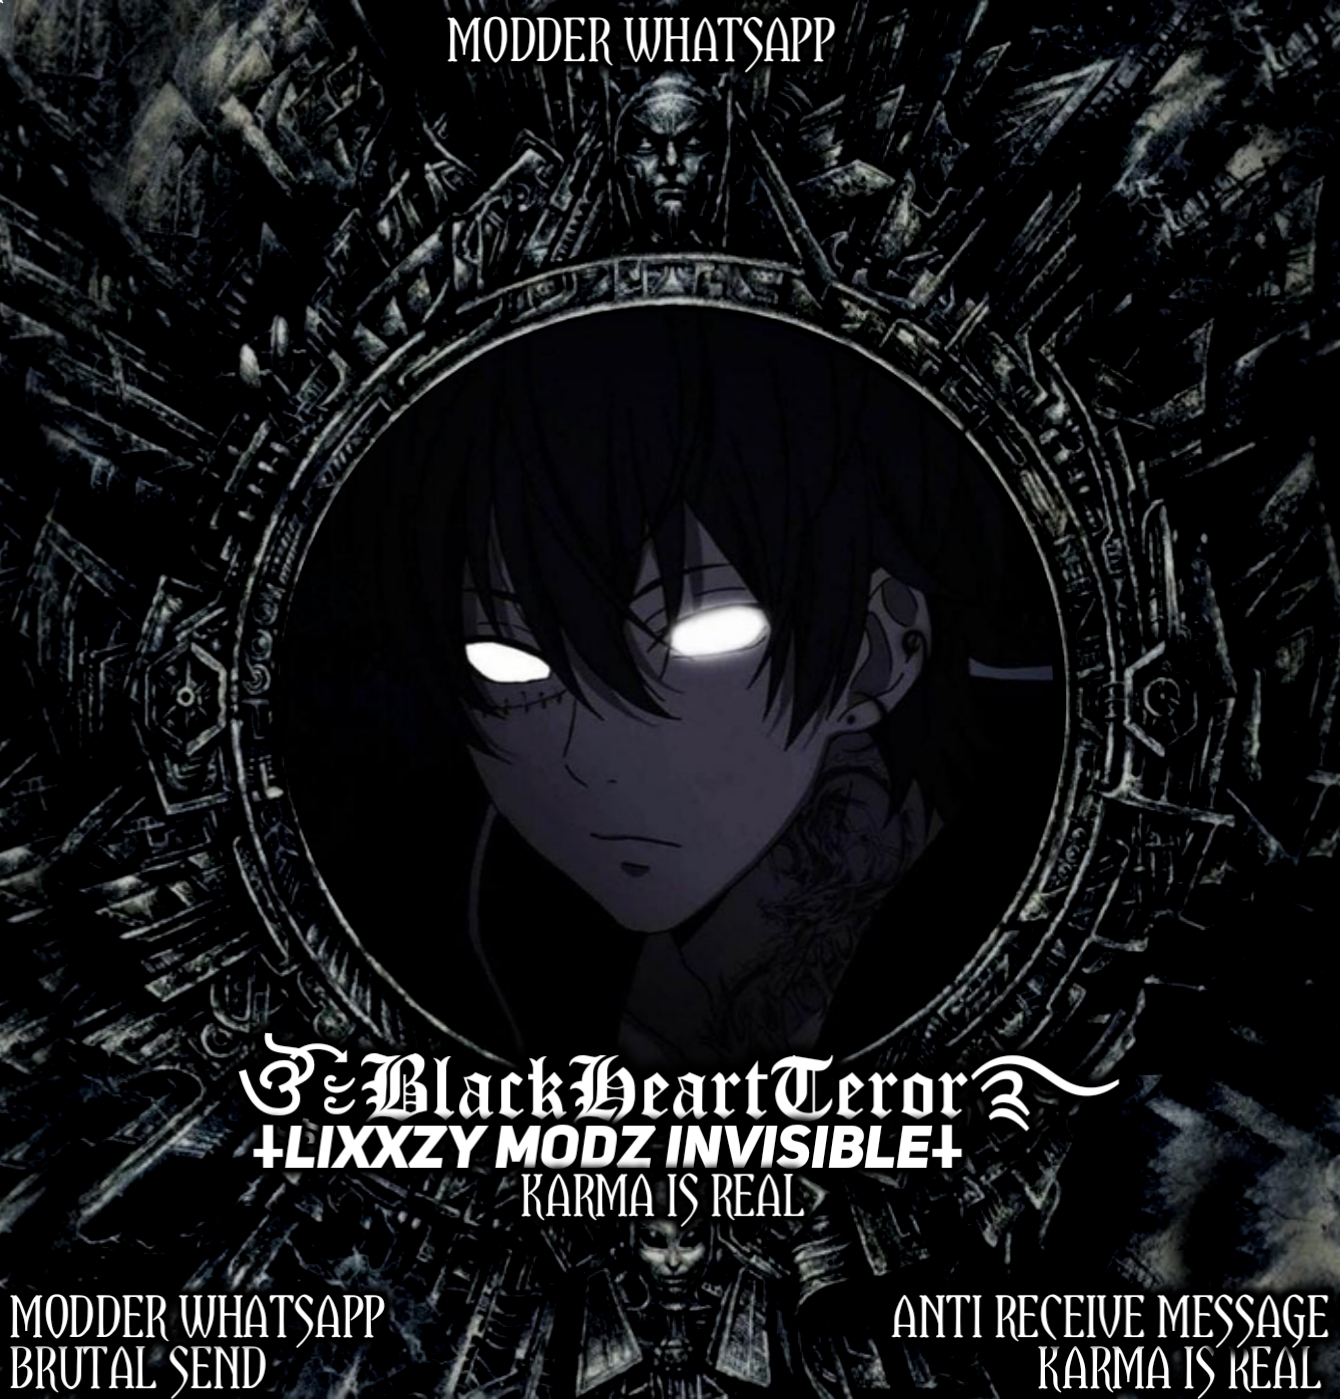 MODDER WHATSAPP
BlackHeartTeror
LIXXZY MODZ INVISIBLE
KARMA IS REAL
MODDER WHATSAPP
BRUTAL SEND
ANTI RECEIVE MESSAGE
KARMA IS REAL